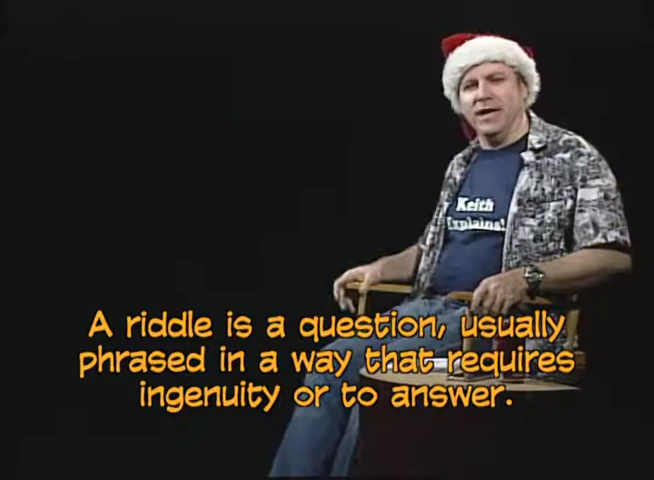 Keith
Explains!
A riddle is a question, usually
phrased in a way that requires
ingenuity or to answer.